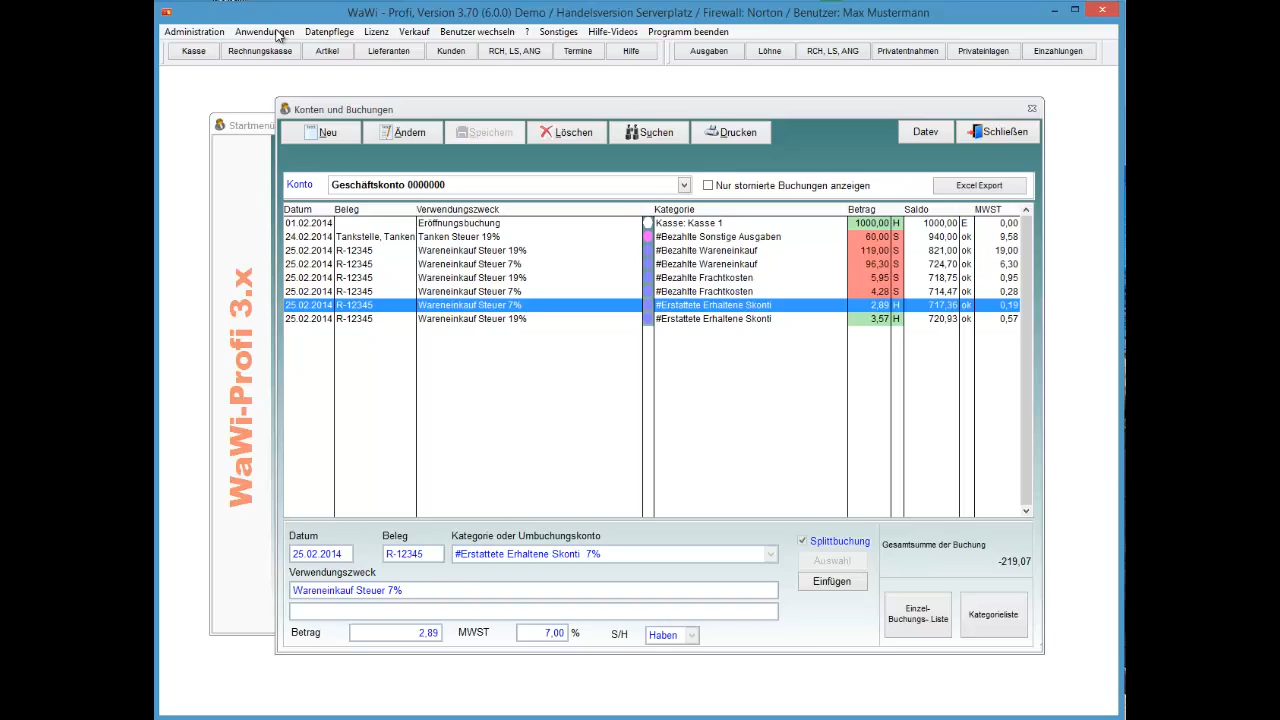 WaWi - Profi, Version 3.70 (6.0.0) Demo / Handelsversion Serverplatz / Firewall: Norton / Benutzer: Max Mustermann
Administration Anwendungen Datenpflege Lizenz Einkauf Verkauf Benutzer wechseln ? Sonstiges Hilfe-Videos Programm beenden
Kasse Rechnungskasse Artikel Lieferanten Kunden RCH, LS, ANG Termine Hilfe Ausgaben Löhne RCH, LS, ANG Privatentnahmen Privateinlagen Einzahlungen
Startmenü
WaWi-Profi 3.x
Konten und Buchungen
Neu Ändern Speichern Löschen Suchen Drucken Datev Schließen
Konto Geschäftskonto 0000000 Nur stornierte Buchungen anzeigen Excel Export
Datum Beleg Verwendungszweck Kategorie Betrag Saldo MWST
01.02.2014 Eröffnungsbuchung Kasse: Kasse 1 1000,00 H 1000,00 E 0,00
24.02.2014 Tankstelle, Tanken Tanken Steuer 19% #Bezahlte Sonstige Ausgaben 60,00 S 940,00 ok 9,58
25.02.2014 R-12345 Wareneinkauf Steuer 19% #Bezahlte Wareneinkauf 119,00 S 821,00 ok 19,00
25.02.2014 R-12345 Wareneinkauf Steuer 7% #Bezahlte Wareneinkauf 96,30 S 724,70 ok 6,30
25.02.2014 R-12345 Wareneinkauf Steuer 19% #Bezahlte Frachtkosten 5,95 S 718,75 ok 0,95
25.02.2014 R-12345 Wareneinkauf Steuer 7% #Bezahlte Frachtkosten 4,28 S 714,47 ok 0,28
25.02.2014 R-12345 Wareneinkauf Steuer 7% #Erstattete Erhaltene Skonti 2,89 H 717,36 ok 0,19
25.02.2014 R-12345 Wareneinkauf Steuer 19% #Erstattete Erhaltene Skonti 3,57 H 720,93 ok 0,57
Datum Beleg Kategorie oder Umbuchungskonto Splittbuchung Gesamtsumme der Buchung
25.02.2014 R-12345 #Erstattete Erhaltene Skonti 7% Auswahl -219,07
Verwendungszweck Einfügen
Wareneinkauf Steuer 7%
Einzel-Buchungs- Liste Kategorieliste
Betrag 2,89 MWST 7,00 % S/H Haben